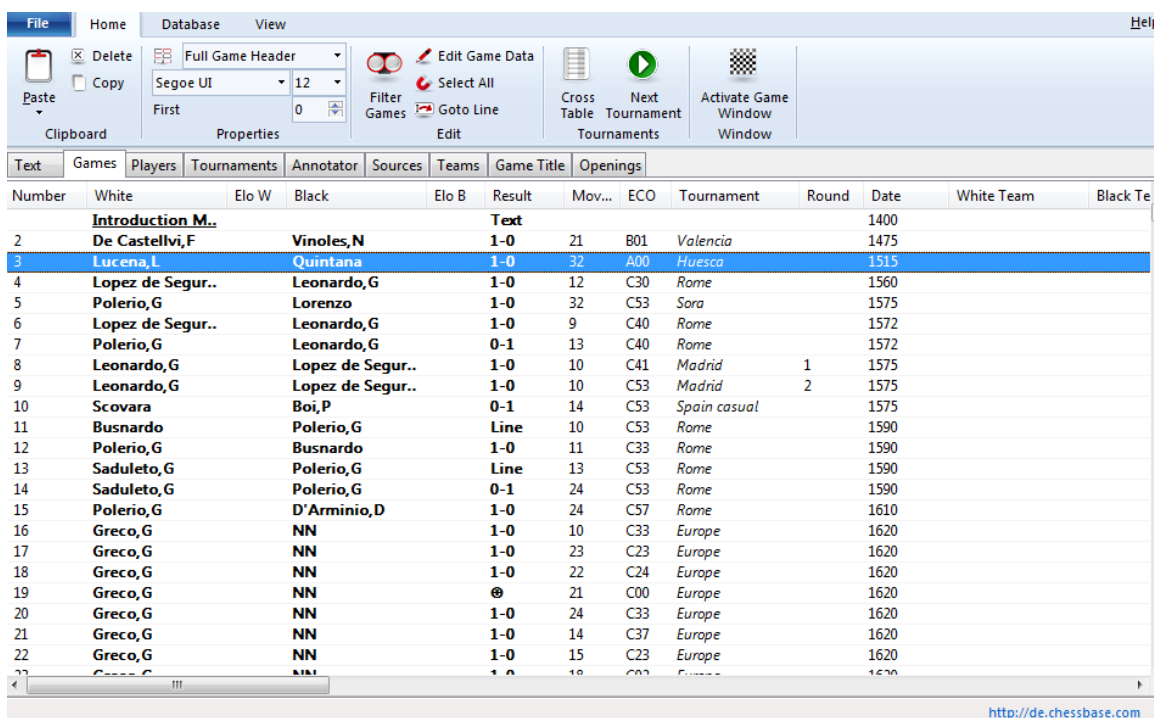 File Home Database View Help
Delete Full Game Header Edit Game Data
Copy Segoe UI 12 Select All
Paste First 0 Filter Games Goto Line Cross Table Next Tournament Activate Game Window
Clipboard Properties Edit Tournaments Window
Text Games Players Tournaments Annotator Sources Teams Game Title Openings
Number White Elo W Black Elo B Result Mov... ECO Tournament Round Date White Team Black Te
Introduction M... Text 1400
2 De Castellvi,F Vinoles,N 1-0 21 B01 Valencia 1475
3 Lucena,L Quintana 1-0 32 A00 Huesca 1515
4 Lopez de Segur.. Leonardo,G 1-0 12 C30 Rome 1560
5 Polerio,G Lorenzo 1-0 32 C53 Sora 1575
6 Lopez de Segur.. Leonardo,G 1-0 9 C40 Rome 1572
7 Polerio,G Leonardo,G 0-1 13 C40 Rome 1572
8 Leonardo,G Lopez de Segur.. 1-0 10 C41 Madrid 1 1575
9 Leonardo,G Lopez de Segur.. 1-0 10 C53 Madrid 2 1575
10 Scovara Boi,P 0-1 14 C53 Spain casual 1575
11 Busnardo Polerio,G Line 10 C53 Rome 1590
12 Polerio,G Busnardo 1-0 11 C33 Rome 1590
13 Saduleto,G Polerio,G Line 13 C53 Rome 1590
14 Saduleto,G Polerio,G 0-1 24 C53 Rome 1590
15 Polerio,G D'Arminio,D 1-0 24 C57 Rome 1610
16 Greco,G NN 1-0 10 C33 Europe 1620
17 Greco,G NN 1-0 23 C23 Europe 1620
18 Greco,G NN 1-0 22 C24 Europe 1620
19 Greco,G NN 21 C00 Europe 1620
20 Greco,G NN 1-0 24 C33 Europe 1620
21 Greco,G NN 1-0 14 C37 Europe 1620
22 Greco,G NN 1-0 15 C23 Europe 1620
http://de.chessbase.com